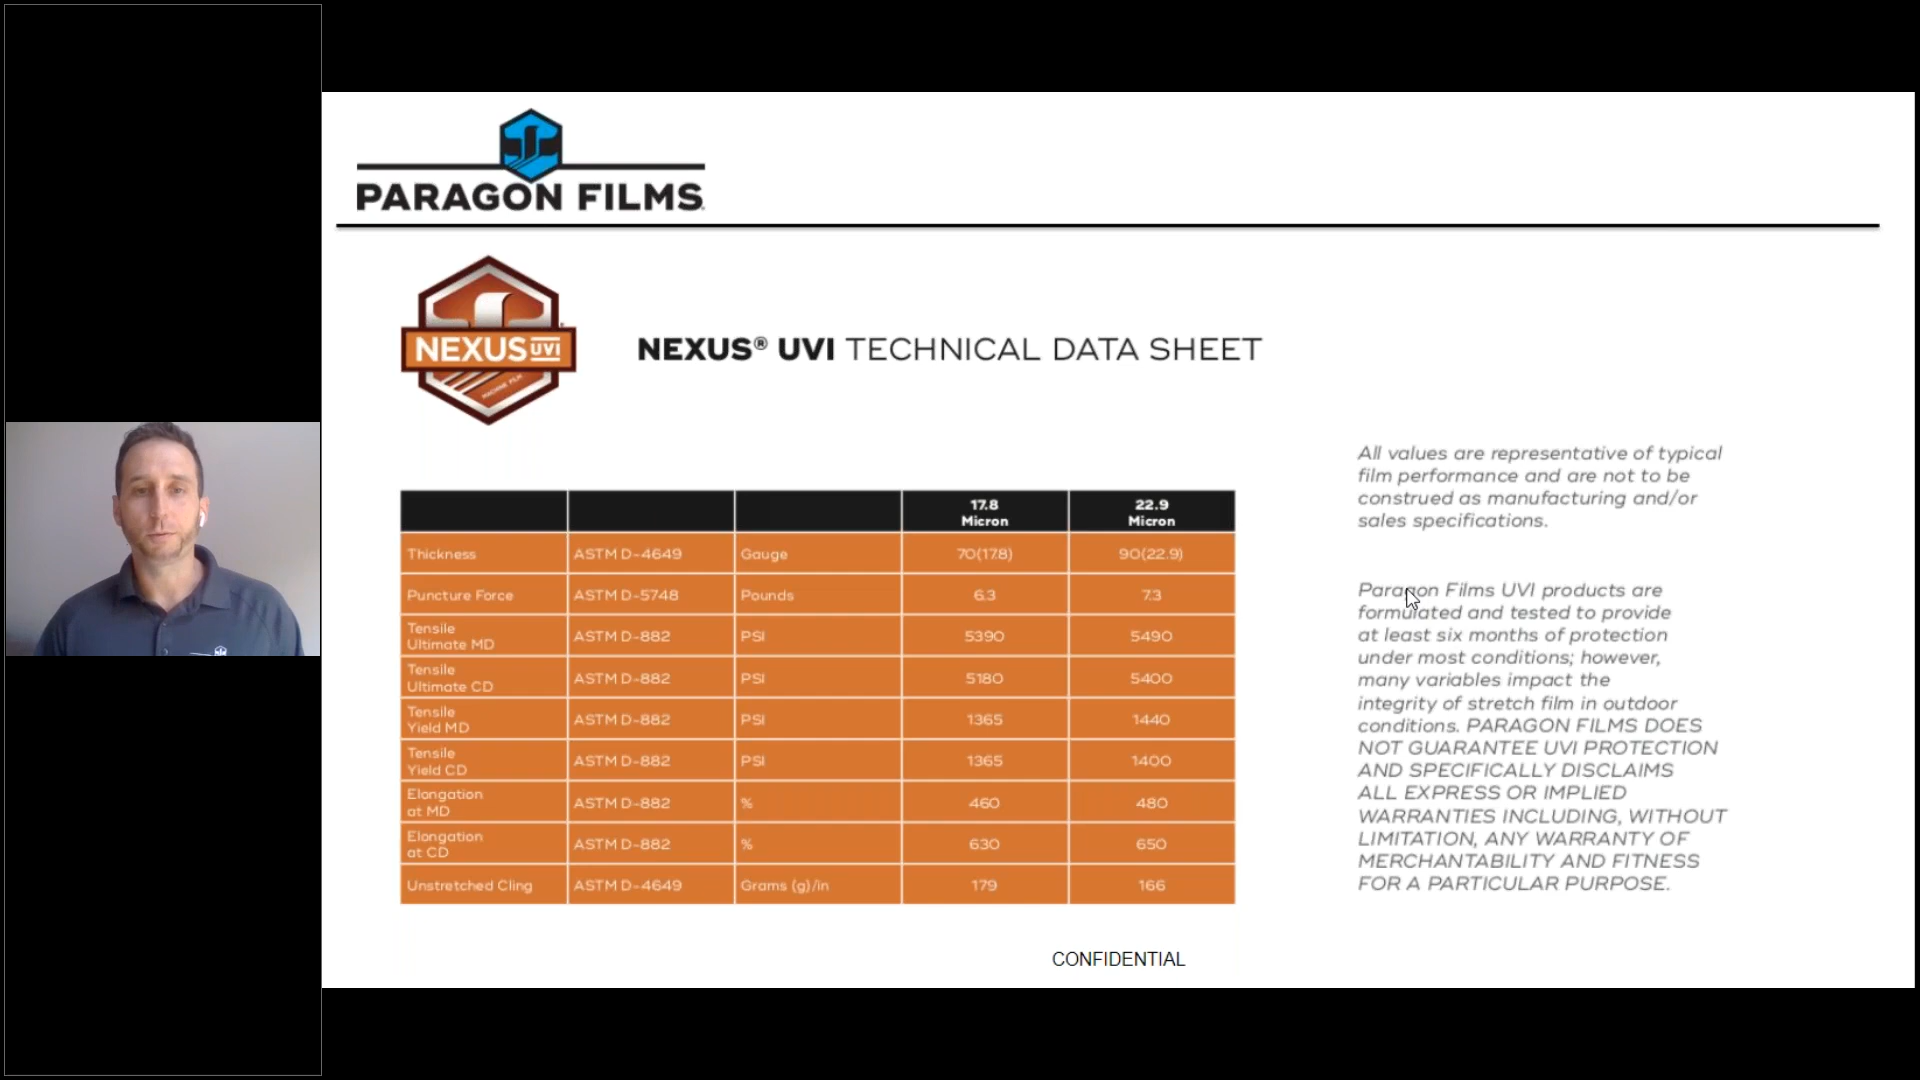 PARAGON FILMS
NEXUS UVI
MACHINE FILM
NEXUS® UVI TECHNICAL DATA SHEET
17.8 22.9
Micron Micron
Thickness ASTM D-4649 Gauge 70(17.8) 90(22.9)
Puncture Force ASTM D-5748 Pounds 6.3 7.3
Tensile
Ultimate MD ASTM D-882 PSI 5390 5490
Tensile
Ultimate CD ASTM D-882 PSI 5180 5400
Tensile
Yield MD ASTM D-882 PSI 1365 1440
Tensile
Yield CD ASTM D-882 PSI 1365 1400
Elongation
at MD ASTM D-882 % 460 480
Elongation
at CD ASTM D-882 % 630 650
Unstretched Cling ASTM D-4649 Grams (g)/in 179 166
All values are representative of typical
film performance and are not to be
construed as manufacturing and/or
sales specifications.
Paragon Films UVI products are
formulated and tested to provide
at least six months of protection
under most conditions; however,
many variables impact the
integrity of stretch film in outdoor
conditions. PARAGON FILMS DOES
NOT GUARANTEE UVI PROTECTION
AND SPECIFICALLY DISCLAIMS
ALL EXPRESS OR IMPLIED
WARRANTIES INCLUDING, WITHOUT
LIMITATION, ANY WARRANTY OF
MERCHANTABILITY AND FITNESS
FOR A PARTICULAR PURPOSE.
CONFIDENTIAL